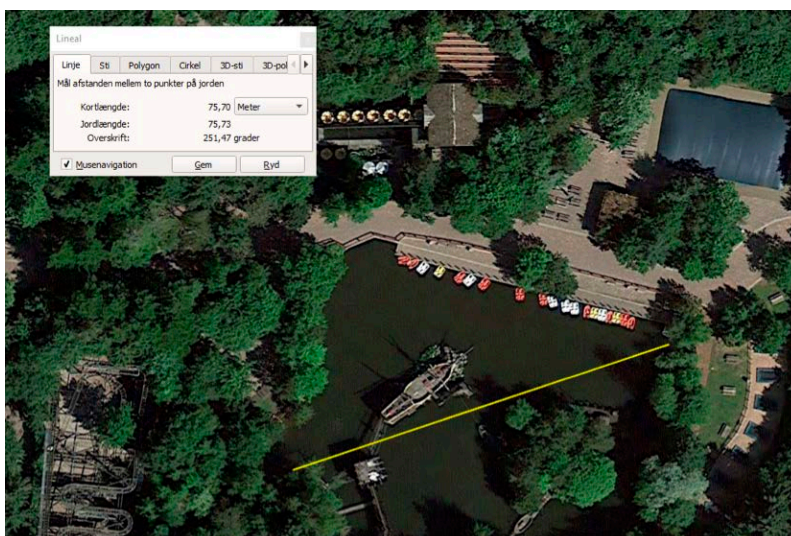 Lineal
Linje Sti Polygon Cirkel 3D-sti 3D-pol
Mål afstanden mellem to punkter på jorden
Kortlængde: 75,70 Meter
Jordlængde: 75,73
Overskrift: 251,47 grader
Musenavigation Gem Ryd